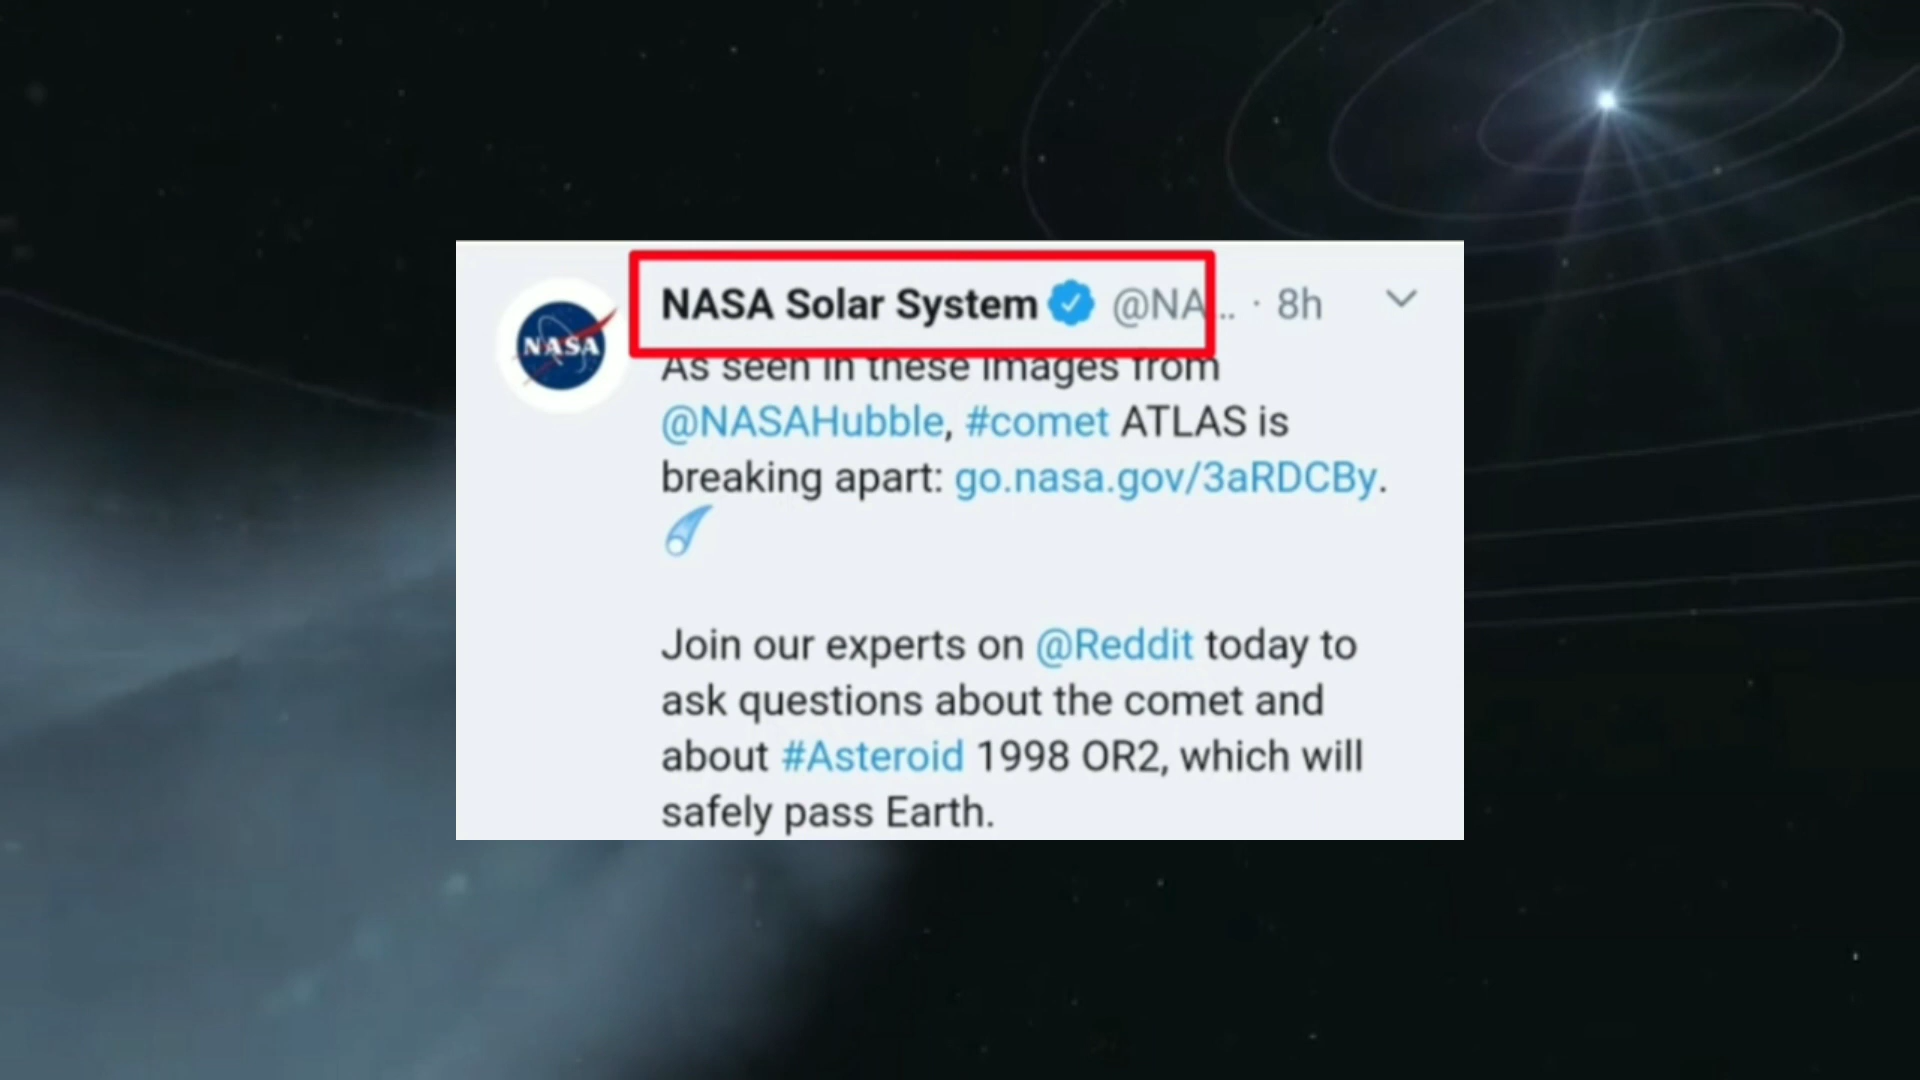 NASA
NASA Solar System @NA... · 8h
As seen in these images from
@NASAHubble, #comet ATLAS is
breaking apart: go.nasa.gov/3aRDCBy.
Join our experts on @Reddit today to
ask questions about the comet and
about #Asteroid 1998 OR2, which will
safely pass Earth.